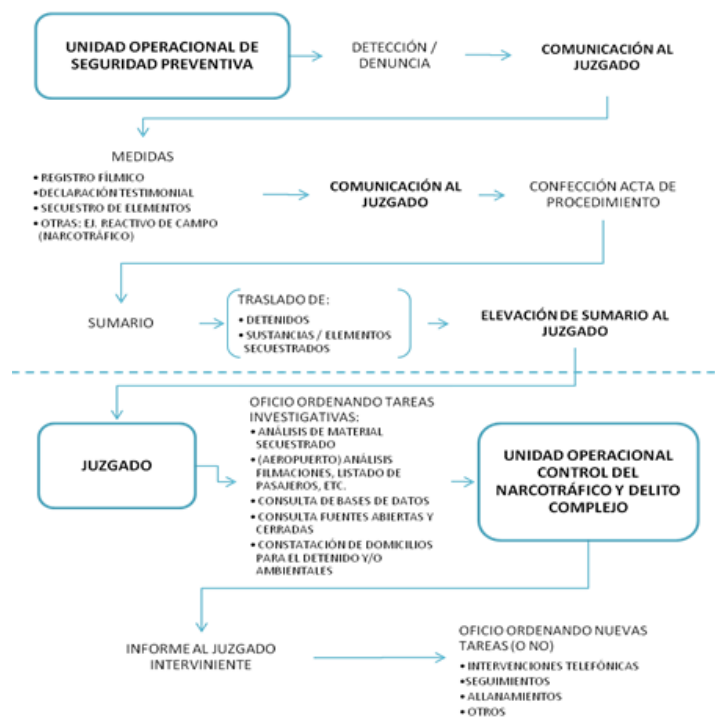 UNIDAD OPERACIONAL DE
SEGURIDAD PREVENTIVA
DETECCIÓN /
DENUNCIA
COMUNICACIÓN AL
JUZGADO
MEDIDAS
• REGISTRO FÍLMICO
• DECLARACIÓN TESTIMONIAL
• SECUESTRO DE ELEMENTOS
• OTRAS: EJ. REACTIVO DE CAMPO
(NARCOTRÁFICO)
COMUNICACIÓN AL
JUZGADO
CONFECCIÓN ACTA DE
PROCEDIMIENTO
SUMARIO
TRASLADO DE:
• DETENIDOS
• SUSTANCIAS / ELEMENTOS
SECUESTRADOS
ELEVACIÓN DE SUMARIO AL
JUZGADO
JUZGADO
OFICIO ORDENANDO TAREAS
INVESTIGATIVAS:
• ANÁLISIS DE MATERIAL
SECUESTRADO
• (AEROPUERTO) ANÁLISIS
FILMACIONES, LISTADO DE
PASAJEROS, ETC.
• CONSULTA DE BASES DE DATOS
• CONSULTA FUENTES ABIERTAS Y
CERRADAS
• CONSTATACIÓN DE DOMICILIOS
PARA EL DETENIDO Y/O
AMBIENTALES
UNIDAD OPERACIONAL
CONTROL DEL
NARCOTRÁFICO Y DELITO
COMPLEJO
INFORME AL JUZGADO
INTERVINIENTE
OFICIO ORDENANDO NUEVAS
TAREAS (O NO)
• INTERVENCIONES TELEFÓNICAS
• SEGUIMIENTOS
• ALLANAMIENTOS
• OTROS